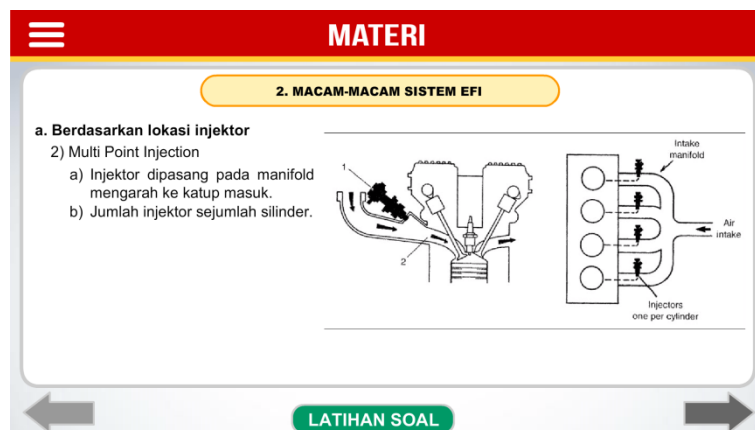 MATERI
2. MACAM-MACAM SISTEM EFI
a. Berdasarkan lokasi injektor
2) Multi Point Injection
a) Injektor dipasang pada manifold
mengarah ke katup masuk.
b) Jumlah injektor sejumlah silinder.
1
2
Intake
manifold
Air
intake
Injectors
one per cylinder
LATIHAN SOAL